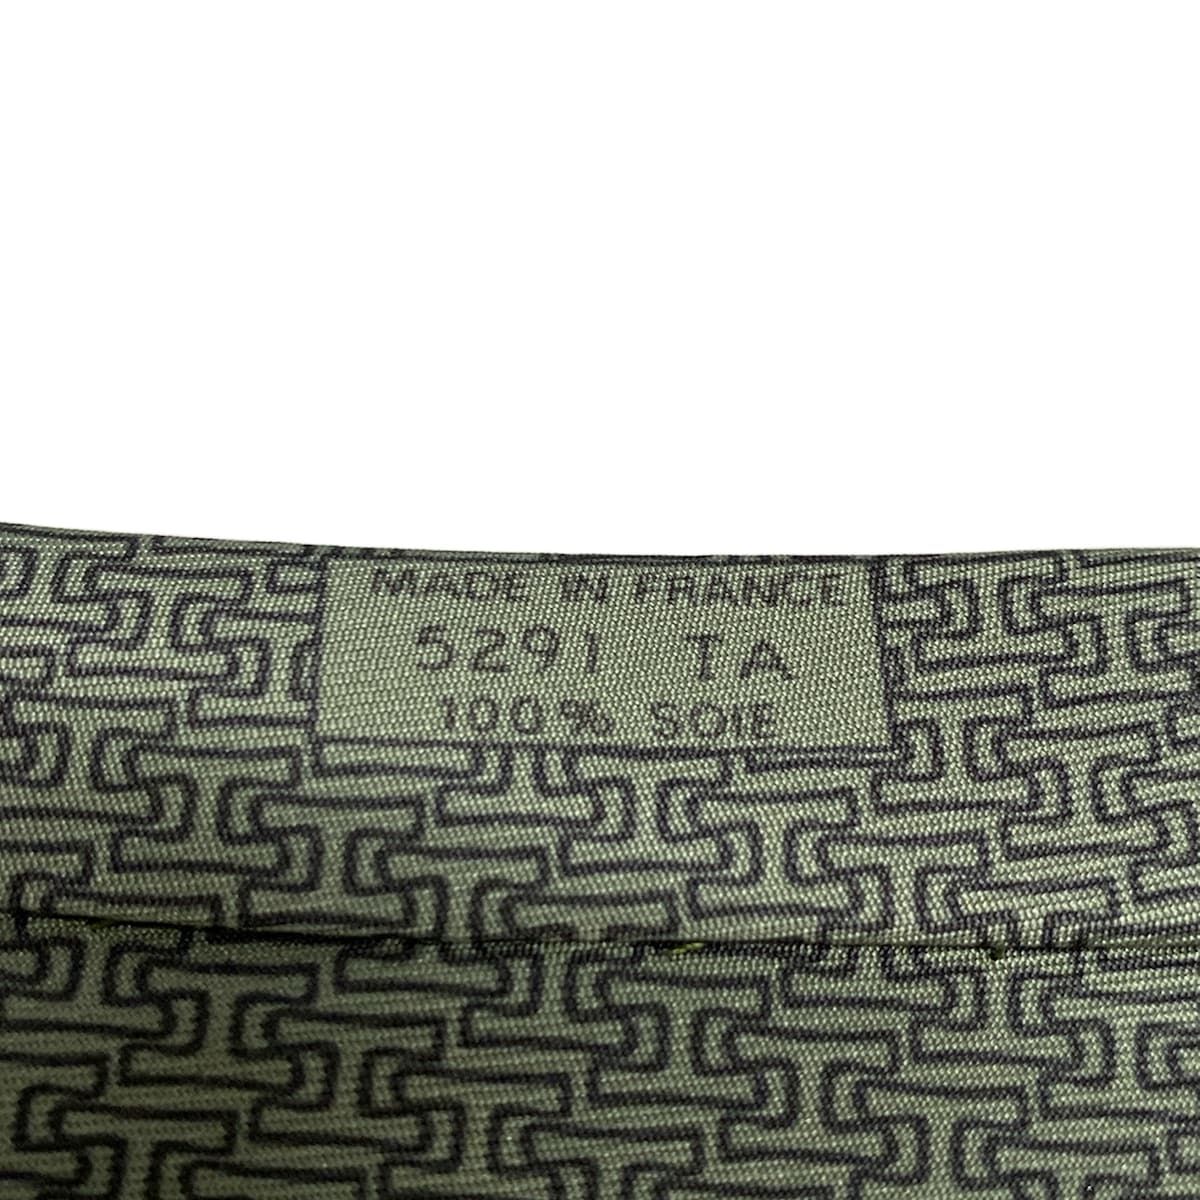 MADE IN FRANCE
5291 TA
100% SOIE